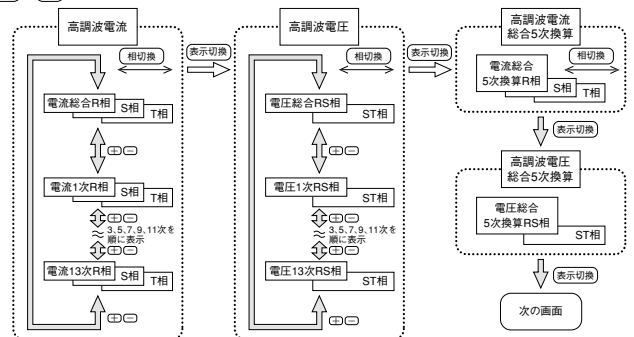 高調波電流
相切換
電流総合R相
S相
T相
+ −
電流1次R相
S相
T相
+ −
3、5、7、9、11次を
順に表示
+ −
電流13次R相
S相
T相
+ −
表示切換
高調波電圧
相切換
電圧総合RS相
ST相
+ −
電圧1次RS相
ST相
+ −
3、5、7、9、11次を
順に表示
+ −
電圧13次RS相
ST相
+ −
表示切換
高調波電流
総合5次換算
相切換
電流総合
5次換算R相
S相
T相
表示切換
高調波電圧
総合5次換算
電圧総合
5次換算RS相
ST相
表示切換
次の画面